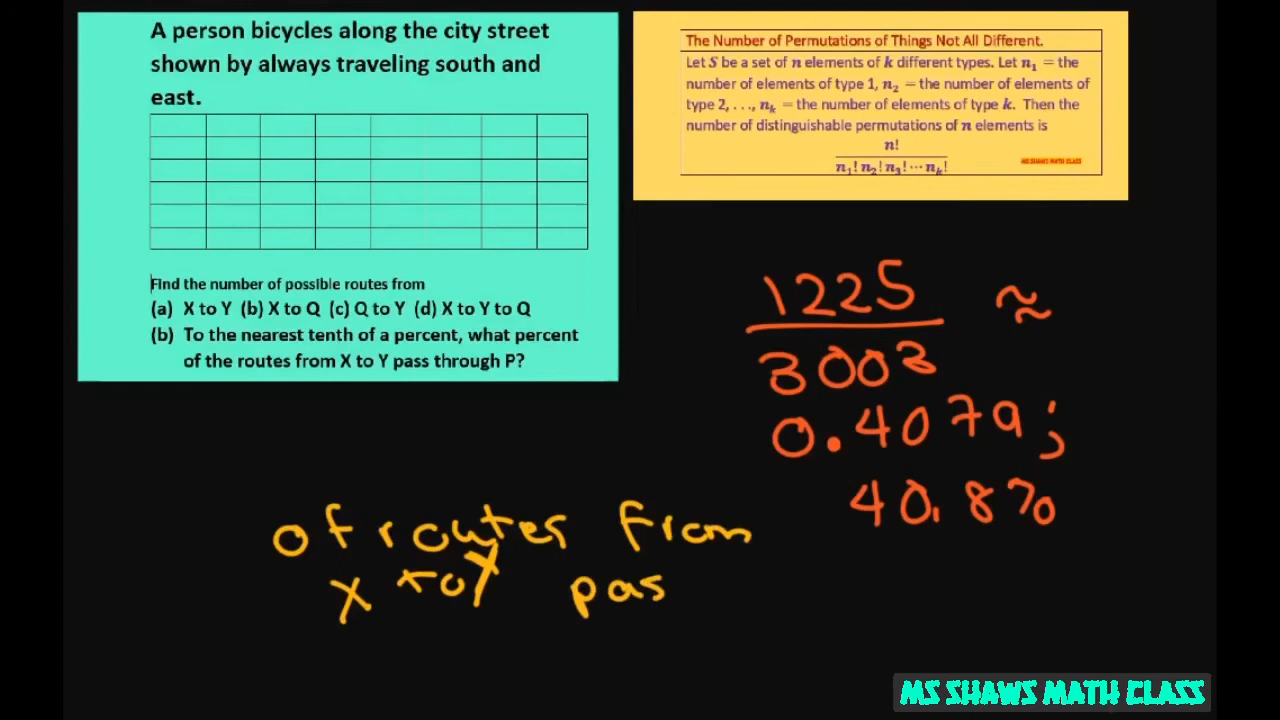 A person bicycles along the city street
shown by always traveling south and
east.
Find the number of possible routes from
(a) X to Y (b) X to Q (c) Q to Y (d) X to Y to Q
(b) To the nearest tenth of a percent, what percent
of the routes from X to Y pass through P?
The Number of Permutations of Things Not All Different.
Let S be a set of n elements of k different types. Let n₁ = the
number of elements of type 1, n₂ = the number of elements of
type 2, . . ., nₖ = the number of elements of type k. Then the
number of distinguishable permutations of n elements is
n!
n₁! n₂! n₃! ⋯ nₖ!
MS SHAWS MATH CLASS
1225 ≈
3003
0.4079;
40.8%
of routes from
x to y pas
MS SHAWS MATH CLASS